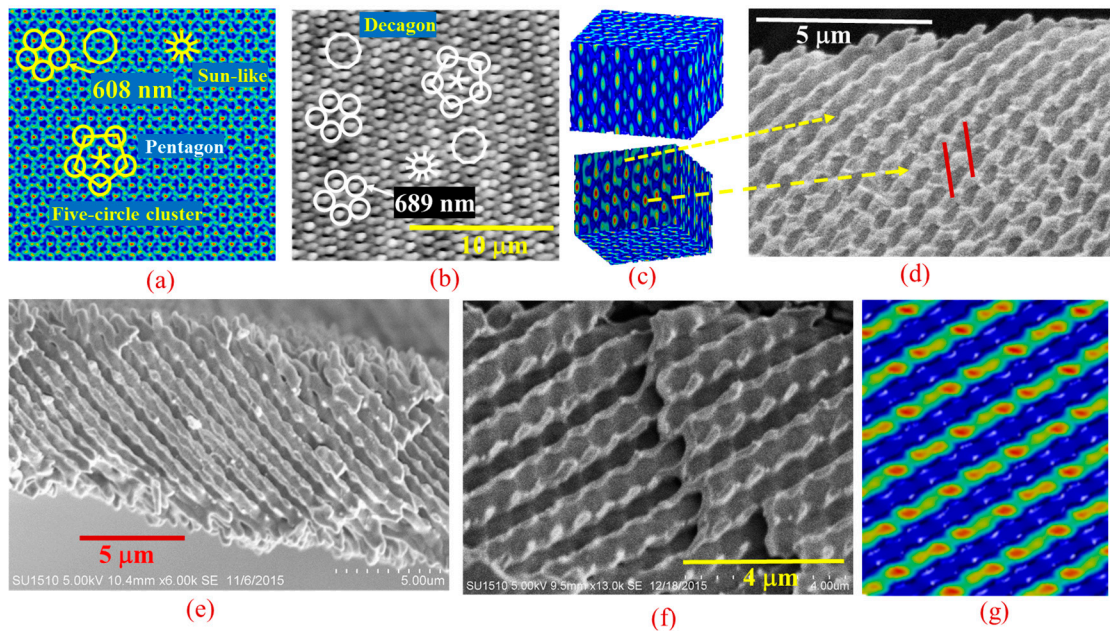 Sun-like
608 nm
Pentagon
Five-circle cluster
(a)
Decagon
689 nm
10 μm
(b)
(c)
5 μm
(d)
5 μm
SU1510 5.00kV 10.4mm x6.00k SE 11/6/2015
5.00um
(e)
4 μm
SU1510 5.00kV 9.5mm x13.0k SE 12/18/2015
4.00um
(f)
(g)